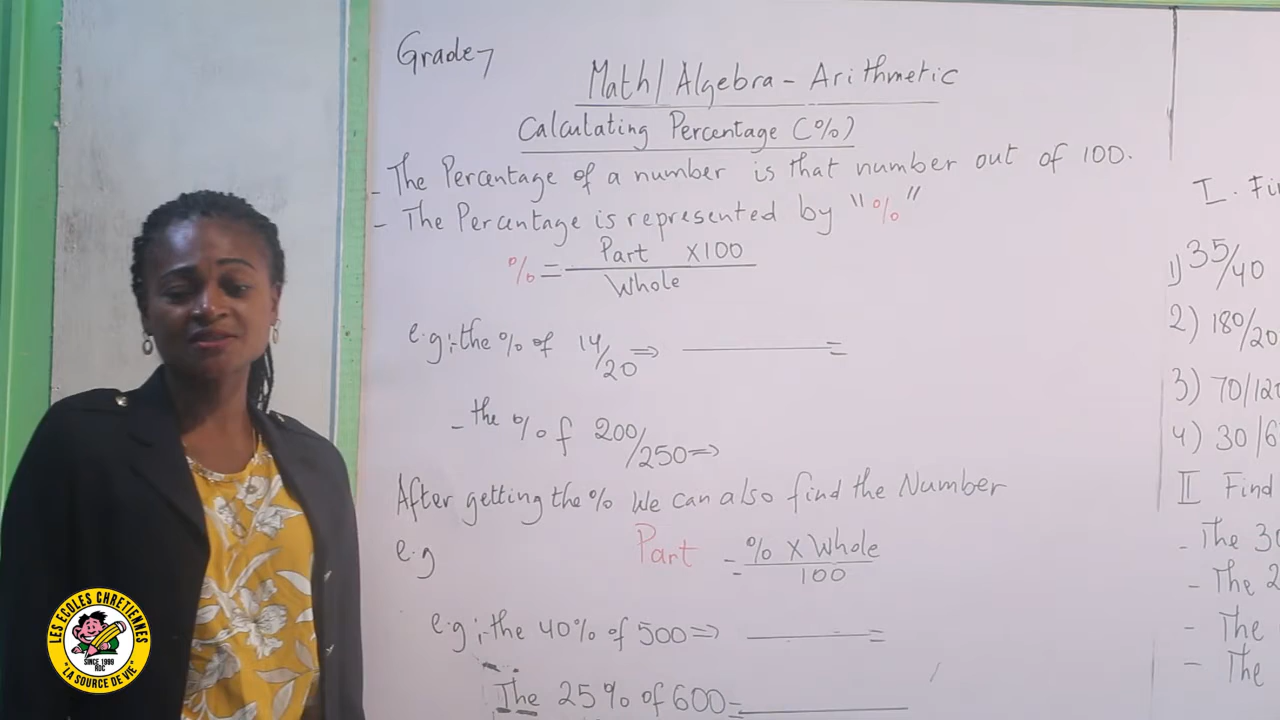 Grade 7
Math/Algebra - Arithmetic
Calculating Percentage (%)
- The Percentage of a number is that number out of 100.
- The Percentage is represented by "%"
% = Part x100
Whole
e.g;- the % of 14/20 ⇒ ________ =
- the % of 200/250 ⇒
After getting the % We can also find the Number
e.g
Part = % x Whole
100
e.g;- the 40% of 500 ⇒ ________ =
The 25% of 600 = ________
I. Fin
1) 35/40
2) 180/20
3) 70/120
4) 30/6
II Find
- The 30
- The 2
- The
- The
LES ECOLES CHRETIENNES
SINCE 1999
RDC
"LA SOURCE DE VIE"